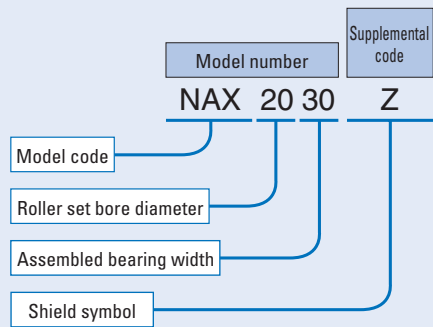 Supplemental
code
Model number
NAX 20 30 Z
Model code
Roller set bore diameter
Assembled bearing width
Shield symbol